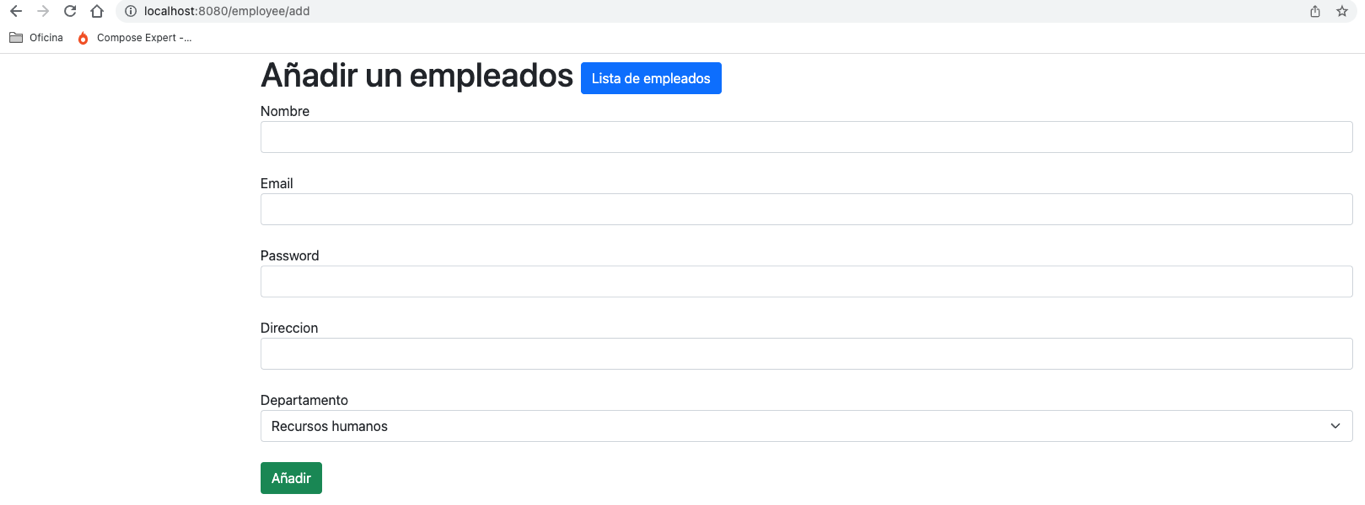 localhost:8080/employee/add
Oficina Compose Expert -...
Añadir un empleados Lista de empleados
Nombre
Email
Password
Direccion
Departamento
Recursos humanos
Añadir